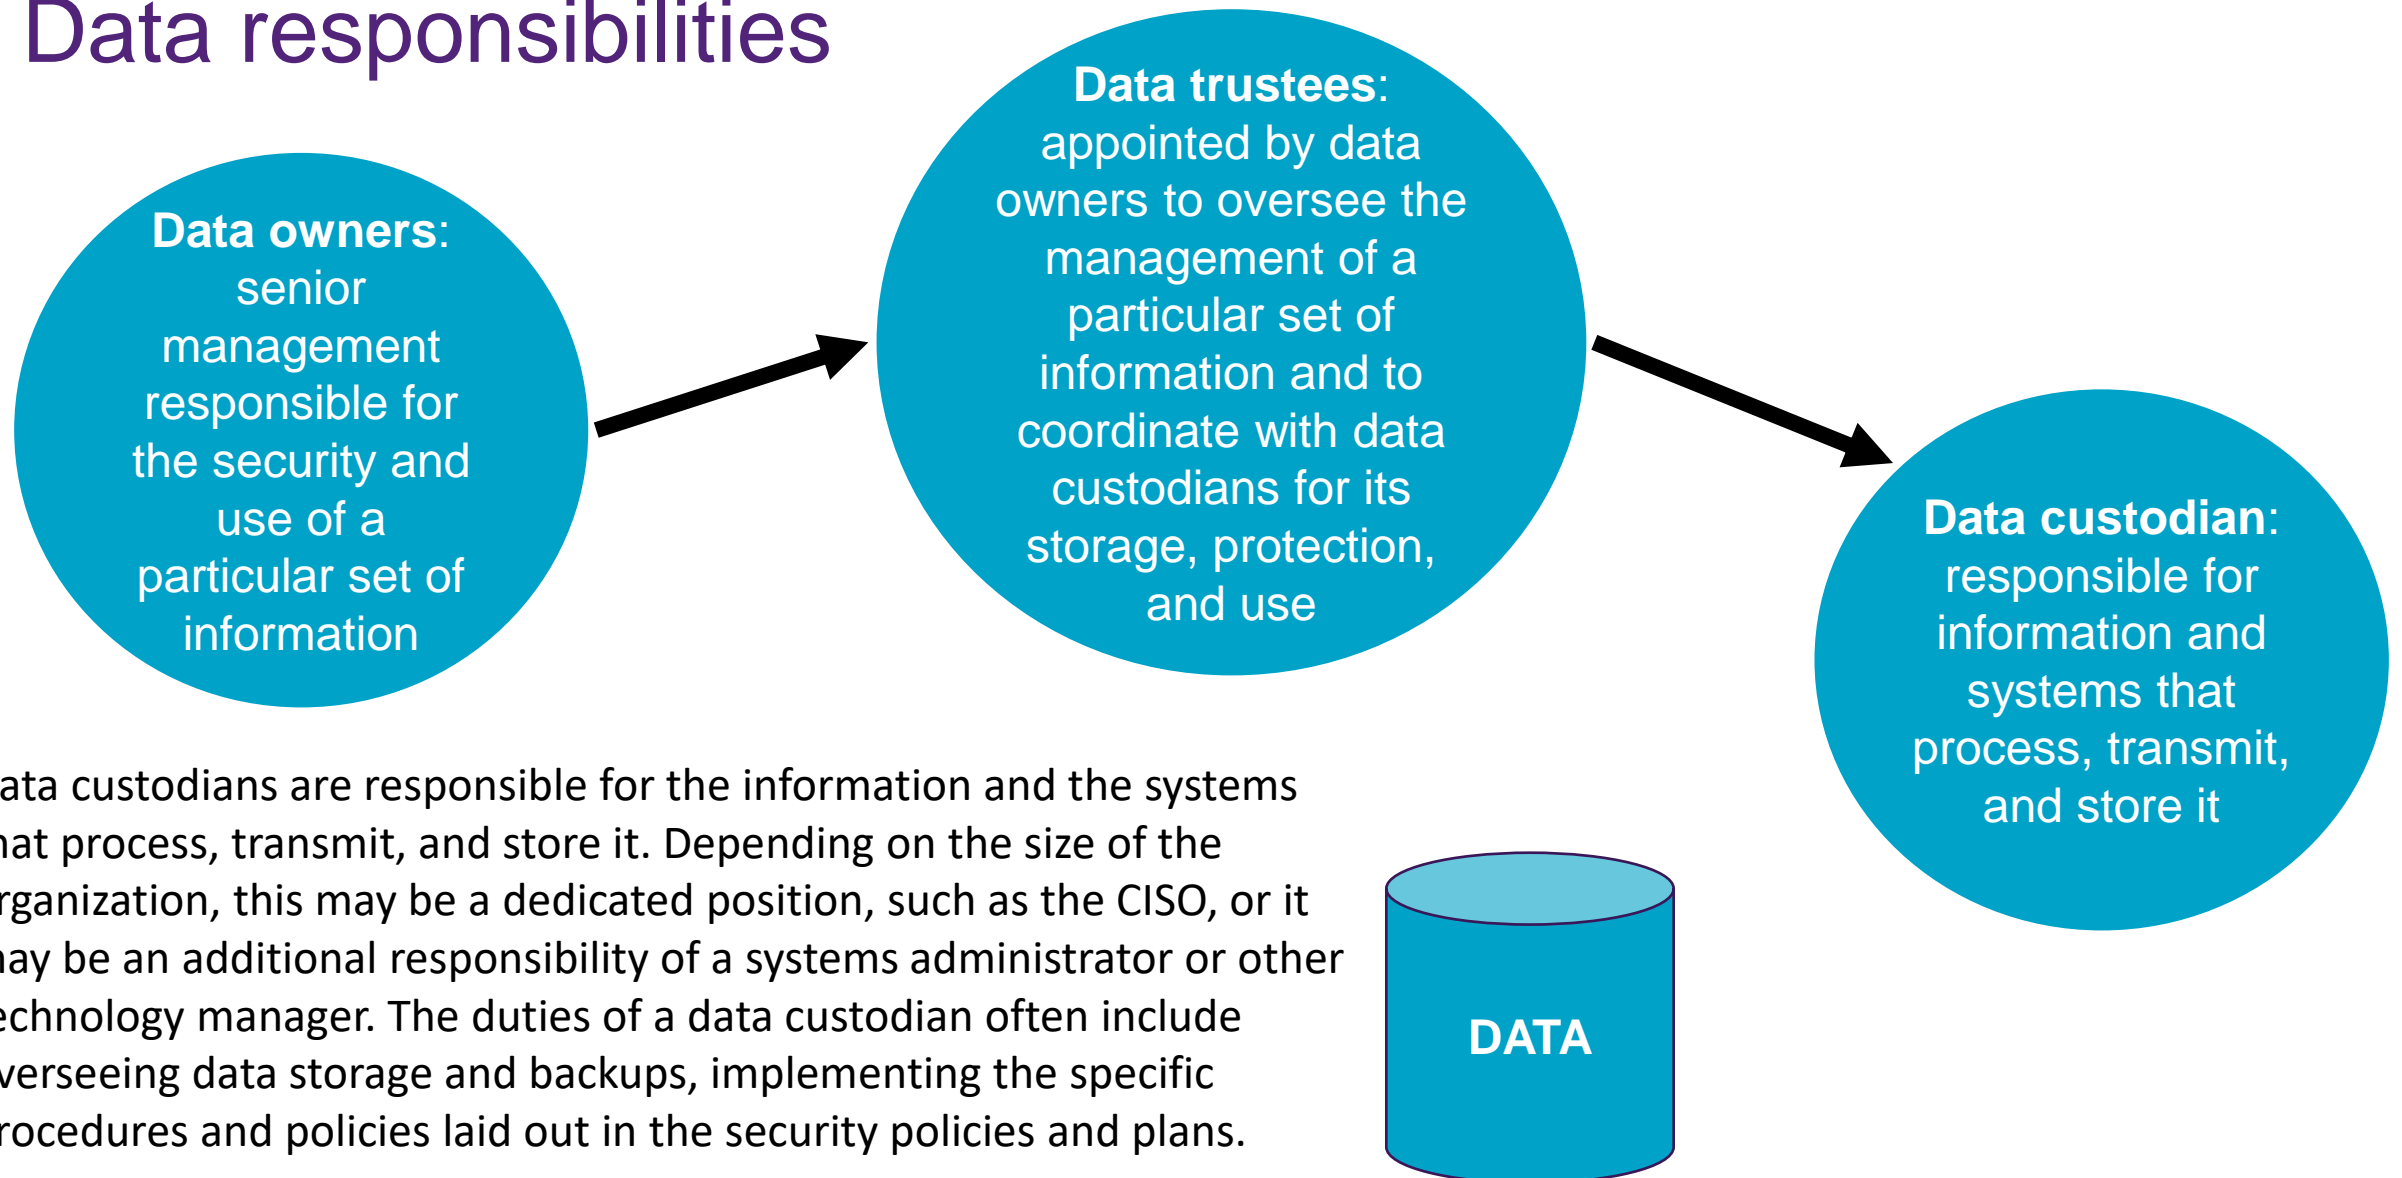 Data responsibilities
Data owners:
senior
management
responsible for
the security and
use of a
particular set of
information
Data trustees:
appointed by data
owners to oversee the
management of a
particular set of
information and to
coordinate with data
custodians for its
storage, protection,
and use
Data custodian:
responsible for
information and
systems that
process, transmit,
and store it
ata custodians are responsible for the information and the systems
hat process, transmit, and store it. Depending on the size of the
rganization, this may be a dedicated position, such as the CISO, or it
nay be an additional responsibility of a systems administrator or other
echnology manager. The duties of a data custodian often include
verseeing data storage and backups, implementing the specific
rocedures and policies laid out in the security policies and plans.
DATA